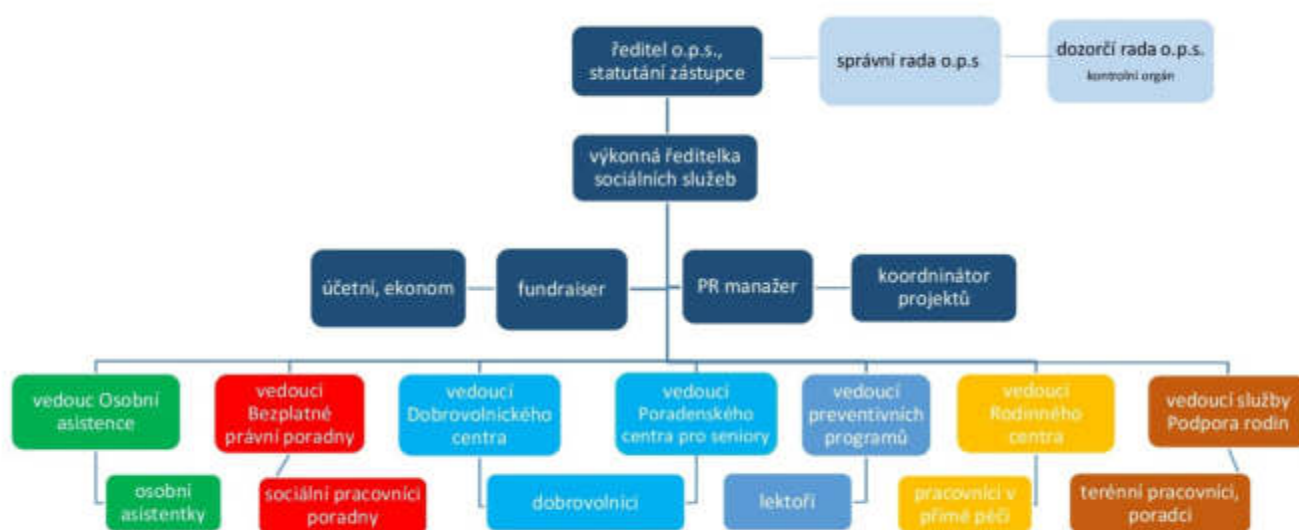 ředitel o.p.s.,
statutání zástupce
správní rada o.p.s
dozorčí rada o.p.s.
kontrolní orgán
výkonná ředitelka
sociálních služeb
účetní, ekonom
fundraiser
PR manažer
koordninátor
projektů
vedouc Osobní
asistence
vedoucí
Bezplatné
právní poradny
vedoucí
Dobrovolnického
centra
vedoucí
Poradenského
centra pro seniory
vedoucí
preventivních
programů
vedoucí
Rodinného
centra
vedoucí služby
Podpora rodin
osobní
asistentky
sociální pracovníci
poradny
dobrovolníci
lektoři
pracovníci v
přímé péči
terénní pracovníci,
poradci